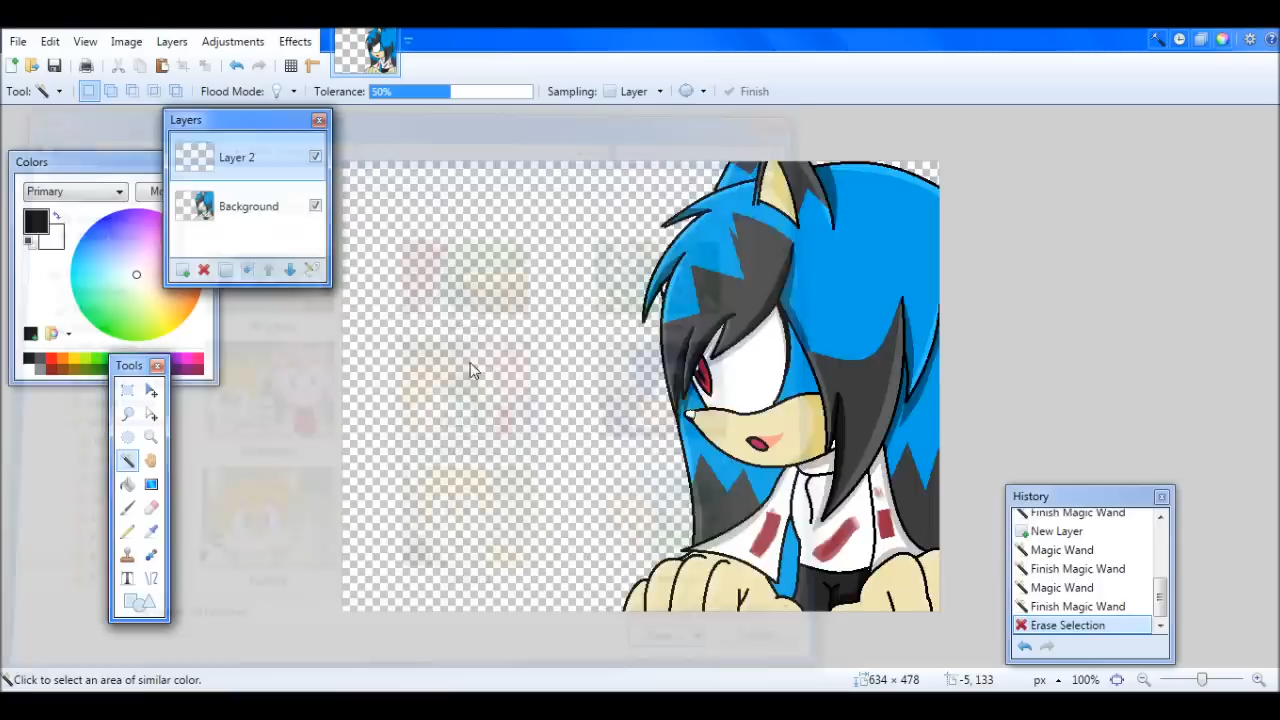 File Edit View Image Layers Adjustments Effects
Tool: Flood Mode: Tolerance: 50% Sampling: Layer Finish
Layers
Layer 2
Background
Colors
Primary
Mo
Tools
History
Finish Magic Wand
New Layer
Magic Wand
Finish Magic Wand
Magic Wand
Finish Magic Wand
Erase Selection
Click to select an area of similar color.
634 × 478
-5, 133
px
100%